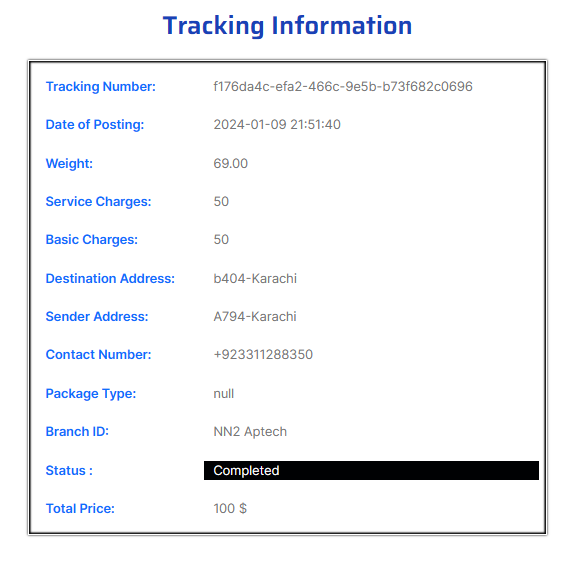 Tracking Information
Tracking Number: f176da4c-efa2-466c-9e5b-b73f682c0696
Date of Posting: 2024-01-09 21:51:40
Weight: 69.00
Service Charges: 50
Basic Charges: 50
Destination Address: b404-Karachi
Sender Address: A794-Karachi
Contact Number: +923311288350
Package Type: null
Branch ID: NN2 Aptech
Status : Completed
Total Price: 100 $